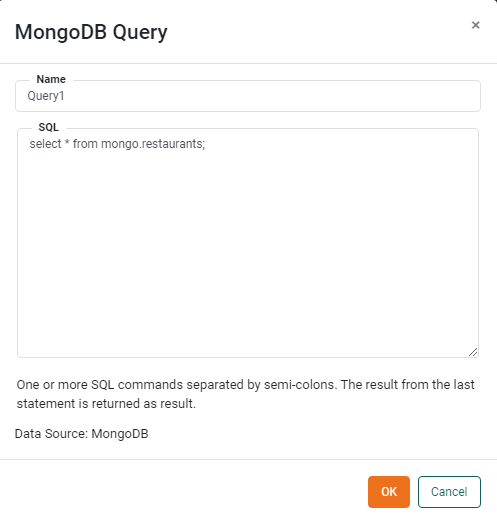 MongoDB Query
×
Name
Query1
SQL
select * from mongo.restaurants;
One or more SQL commands separated by semi-colons. The result from the last
statement is returned as result.
Data Source: MongoDB
OK
Cancel